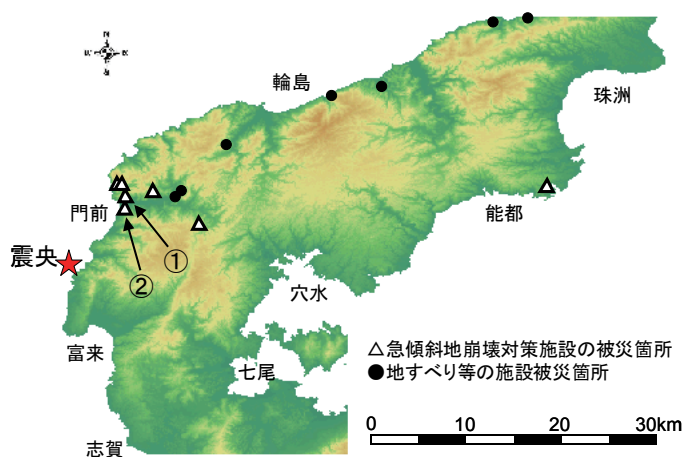 輪島
珠洲
門前
能都
①
震央
②
穴水
富来
△急傾斜地崩壊対策施設の被災箇所
七尾
●地すべり等の施設被災箇所
0 10 20 30km
志賀